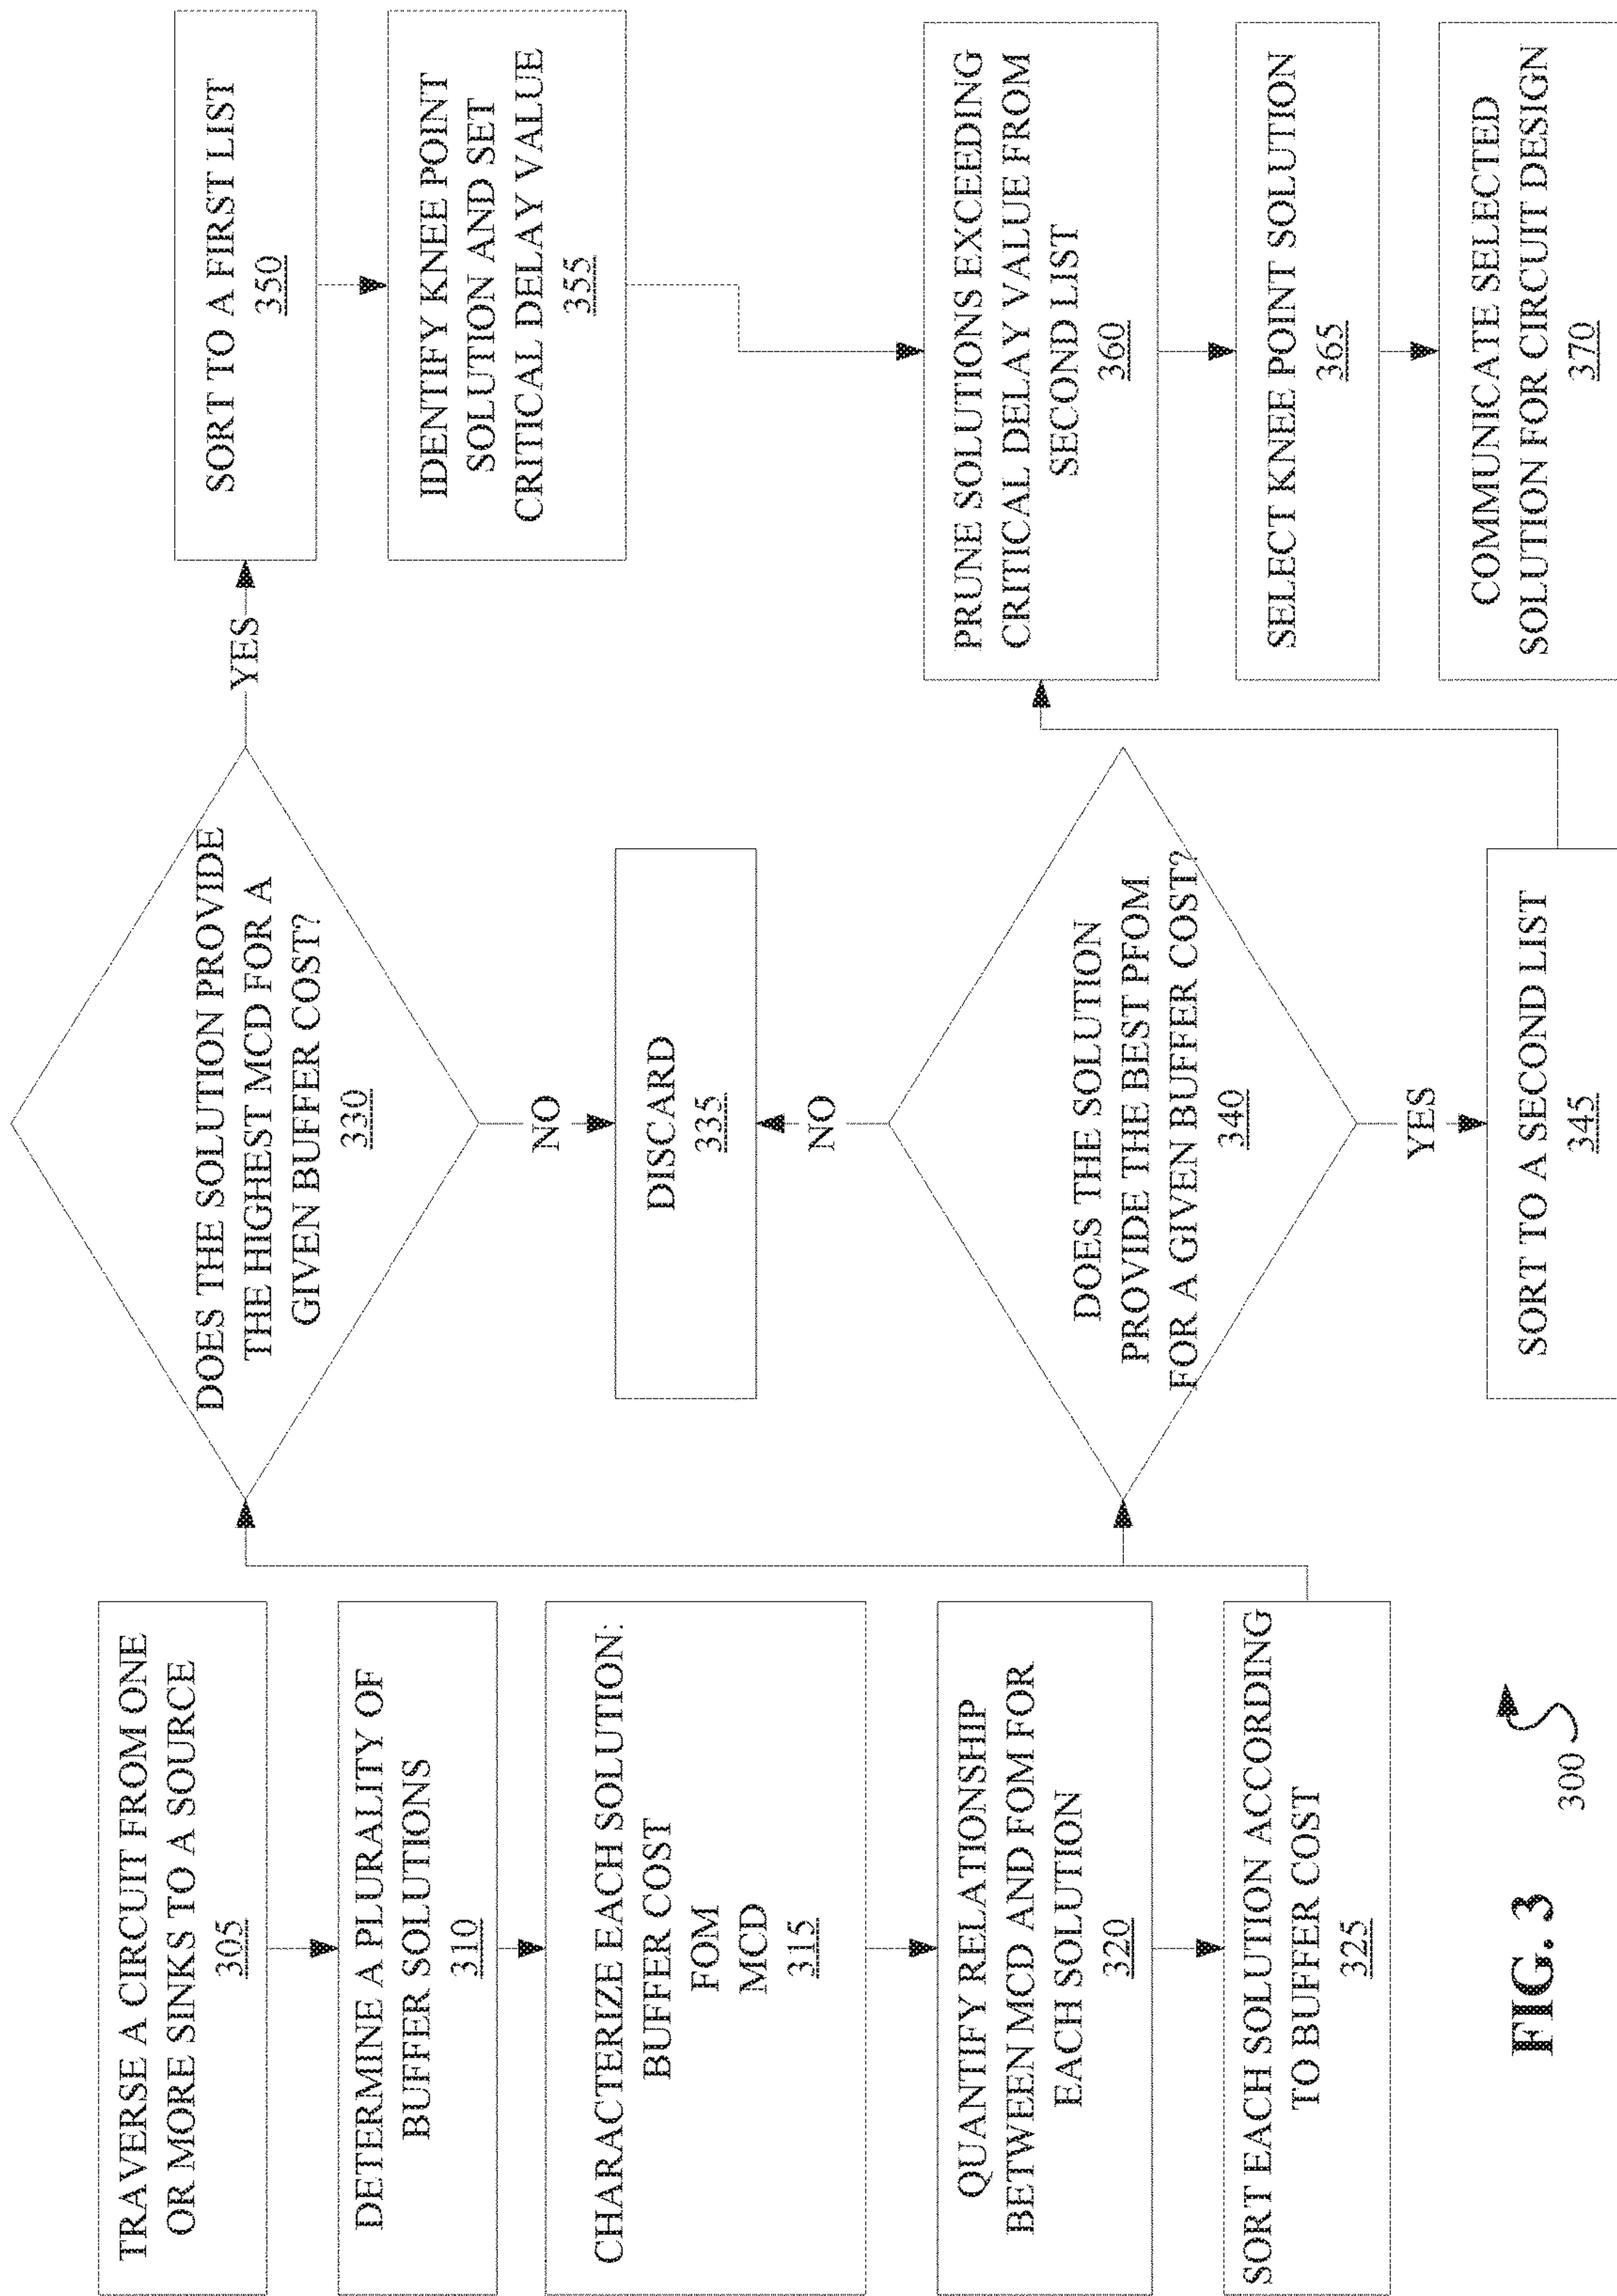 TRAVERSE A CIRCUIT FROM ONE
OR MORE SINKS TO A SOURCE
305
DETERMINE A PLURALITY OF
BUFFER SOLUTIONS
310
CHARACTERIZE EACH SOLUTION:
BUFFER COST
FOM
MCD
315
QUANTIFY RELATIONSHIP
BETWEEN MCD AND FOM FOR
EACH SOLUTION
320
SORT EACH SOLUTION ACCORDING
TO BUFFER COST
325
DOES THE SOLUTION PROVIDE
THE HIGHEST MCD FOR A
GIVEN BUFFER COST?
330
NO
DISCARD
335
NO
DOES THE SOLUTION
PROVIDE THE BEST PFOM
FOR A GIVEN BUFFER COST?
340
YES
SORT TO A SECOND LIST
345
YES
SORT TO A FIRST LIST
350
IDENTIFY KNEE POINT
SOLUTION AND SET
CRITICAL DELAY VALUE
355
PRUNE SOLUTIONS EXCEEDING
CRITICAL DELAY VALUE FROM
SECOND LIST
360
SELECT KNEE POINT SOLUTION
365
COMMUNICATE SELECTED
SOLUTION FOR CIRCUIT DESIGN
370
300
FIG. 3